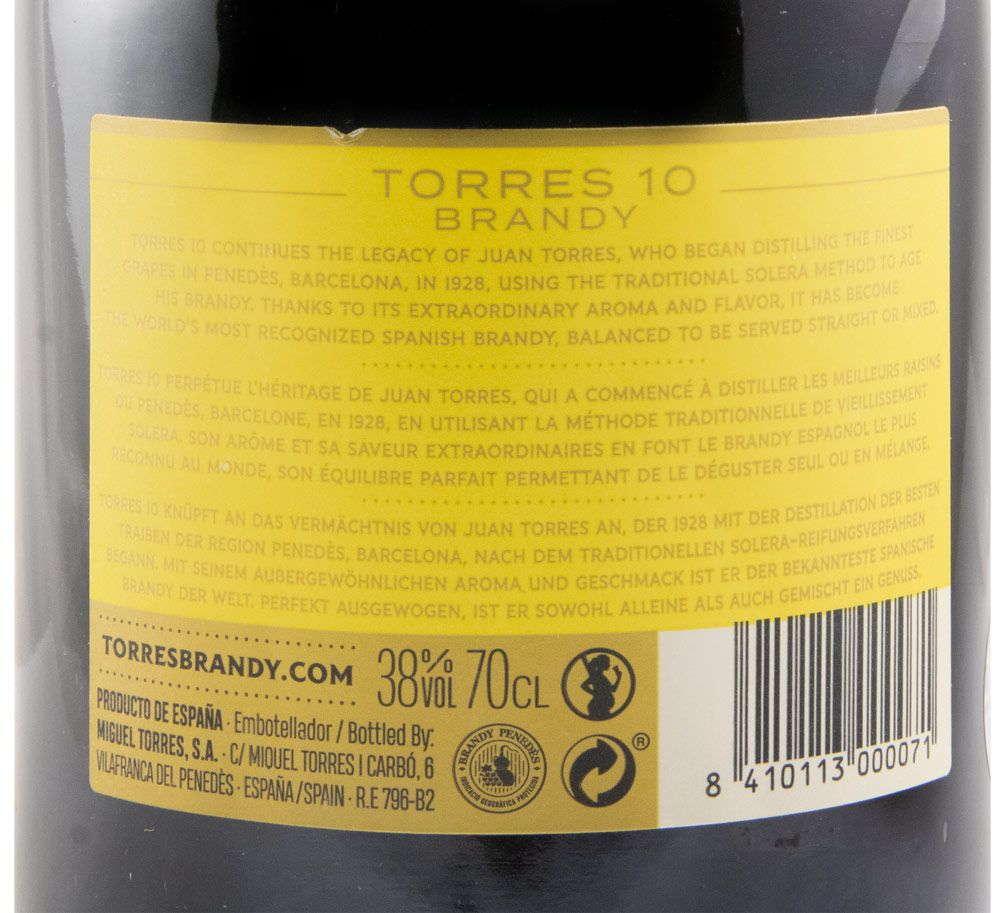 TORRES 10
BRANDY
TORRES 10 CONTINUES THE LEGACY OF JUAN TORRES, WHO BEGAN DISTILLING THE FINEST
GRAPES IN PENEDÈS, BARCELONA, IN 1928, USING THE TRADITIONAL SOLERA METHOD TO AGE
HIS BRANDY. THANKS TO ITS EXTRAORDINARY AROMA AND FLAVOR, IT HAS BECOME
THE WORLD'S MOST RECOGNIZED SPANISH BRANDY, BALANCED TO BE SERVED STRAIGHT OR MIXED.
TORRES 10 PERPÉTUE L'HÉRITAGE DE JUAN TORRES, QUI A COMMENCÉ À DISTILLER LES MEILLEURS RAISINS
DU PENEDÈS, BARCELONE, EN 1928, EN UTILISANT LA MÉTHODE TRADITIONNELLE DE VIEILLISSEMENT
SOLERA. SON ARÔME ET SA SAVEUR EXTRAORDINAIRES EN FONT LE BRANDY ESPAGNOL LE PLUS
RECONNU AU MONDE, SON ÉQUILIBRE PARFAIT PERMETTANT DE LE DÉGUSTER SEUL OU EN MÉLANGE.
TORRES 10 KNÜPFT AN DAS VERMÄCHTNIS VON JUAN TORRES AN, DER 1928 MIT DER DESTILLATION DER BESTEN
TRAIBEN DER REGION PENEDÈS, BARCELONA, NACH DEM TRADITIONELLEN SOLERA-REIFUNGSVERFAHREN
BEGANN. MIT SEINEM AUßERGEWÖHNLICHEN AROMA UND GESCHMACK IST ER DER BEKANNTESTE SPANISCHE
BRANDY DER WELT. PERFEKT AUSGEWOGEN, IST ER SOWOHL ALLEINE ALS AUCH GEMISCHT EIN GENUSS.
TORRESBRANDY.COM
38% VOL 70CL
PRODUCTO DE ESPAÑA · Embotellador / Bottled By:
MIGUEL TORRES, S.A. · C/ MIQUEL TORRES I CARBÓ, 6
VILAFRANCA DEL PENEDÈS · ESPAÑA/SPAIN · R.E 796-B2
BRANDY PENEDÈS
INDICACIÓ GEOGRÀFICA PROTEGIDA
®
8 410113 000071